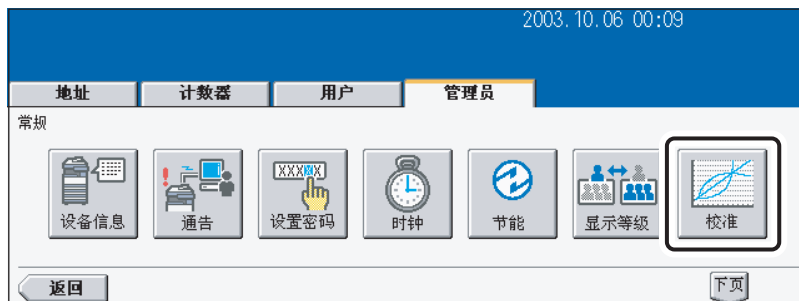 2003.10.06 00:09
地址 计数器 用户 管理员
常规
XXXXX
设备信息 通告 设置密码 时钟 节能 显示等级 校准
返回 下页